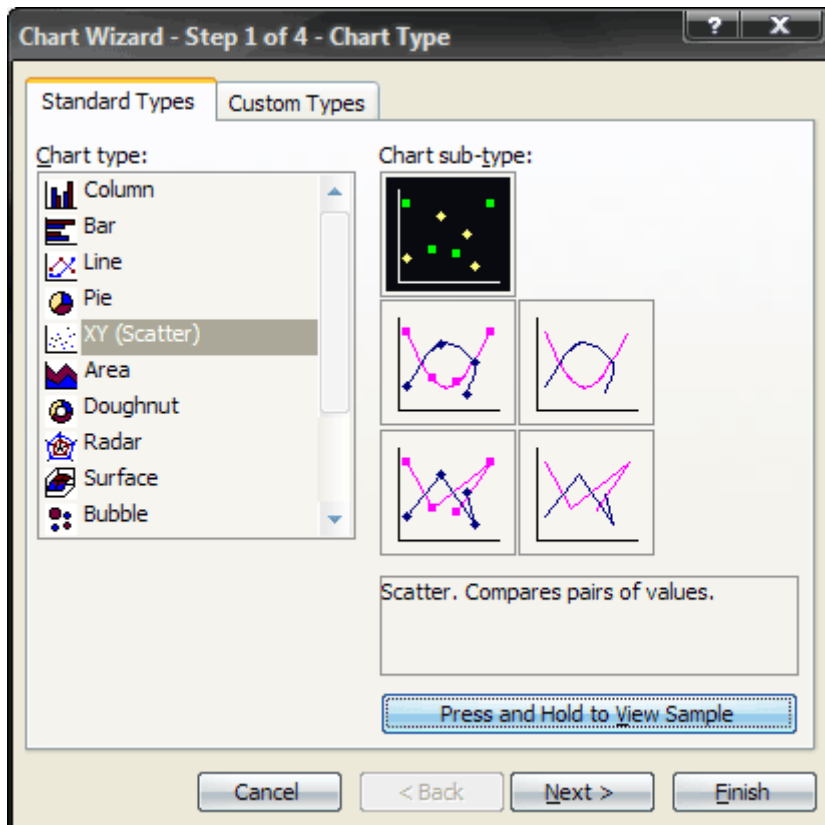 Chart Wizard - Step 1 of 4 - Chart Type
? X
Standard Types
Custom Types
Chart type:
Column
Bar
Line
Pie
XY (Scatter)
Area
Doughnut
Radar
Surface
Bubble
Chart sub-type:
Scatter. Compares pairs of values.
Press and Hold to View Sample
Cancel
< Back
Next >
Finish